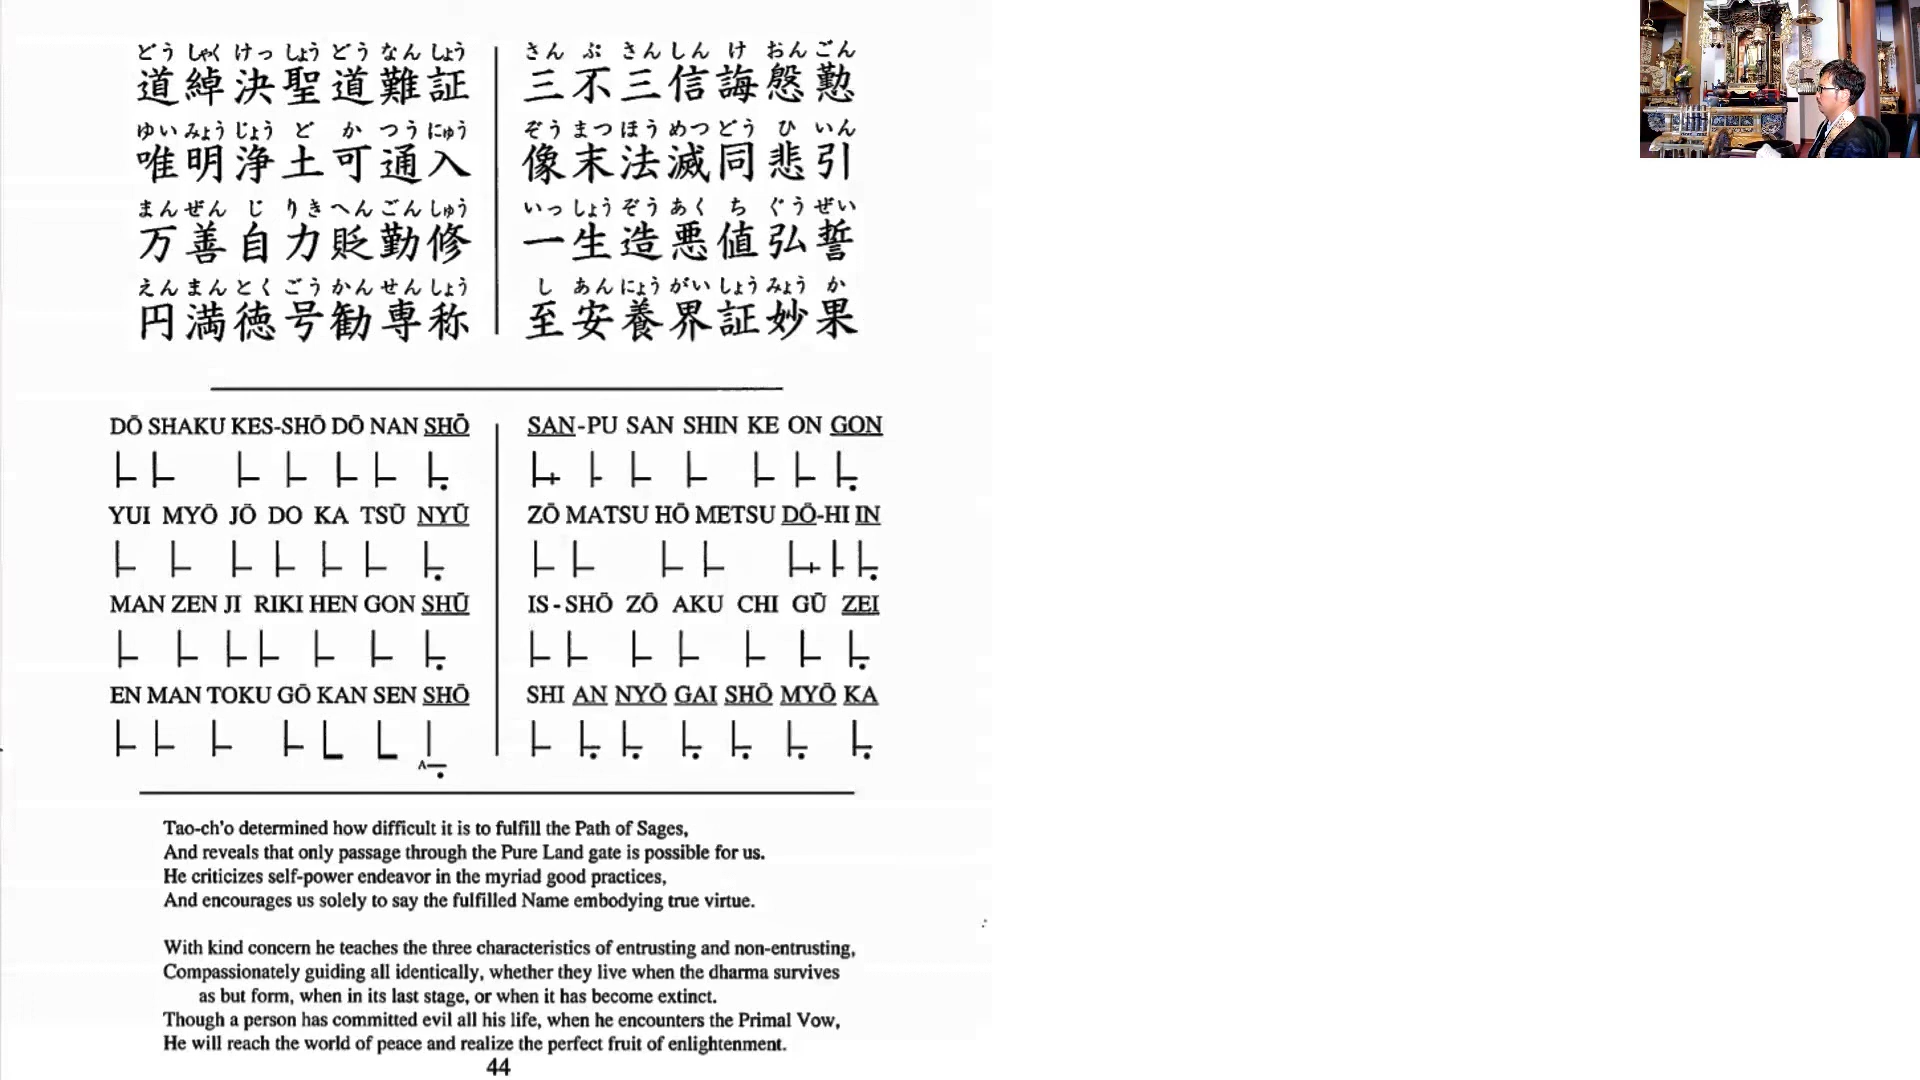 どう しゃく けっ しょう どう なん しょう
道綽決聖道難証
ゆい みょう じょう ど か つう にゅう
唯明浄土可通入
まん ぜん じ りき へん ごん しゅう
万善自力貶勤修
えん まん とく ごう かん せん しょう
円満徳号勧専称
さん ぷ さん しん け おん ごん
三不三信誨慇懃
ぞう まつ ほう めつ どう ひ いん
像末法滅同悲引
いっ しょう ぞう あく ち ぐう ぜい
一生造悪値弘誓
し あん にょう がい しょう みょう か
至安養界証妙果
DŌ SHAKU KES-SHŌ DŌ NAN SHŌ
YUI MYŌ JŌ DO KA TSŪ NYŪ
MAN ZEN JI RIKI HEN GON SHŪ
EN MAN TOKU GŌ KAN SEN SHŌ
A
SAN-PU SAN SHIN KE ON GON
ZŌ MATSU HŌ METSU DŌ-HI IN
IS-SHŌ ZŌ AKU CHI GŪ ZEI
SHI AN NYŌ GAI SHŌ MYŌ KA
Tao-ch'o determined how difficult it is to fulfill the Path of Sages,
And reveals that only passage through the Pure Land gate is possible for us.
He criticizes self-power endeavor in the myriad good practices,
And encourages us solely to say the fulfilled Name embodying true virtue.
With kind concern he teaches the three characteristics of entrusting and non-entrusting,
Compassionately guiding all identically, whether they live when the dharma survives
as but form, when in its last stage, or when it has become extinct.
Though a person has committed evil all his life, when he encounters the Primal Vow,
He will reach the world of peace and realize the perfect fruit of enlightenment.
44